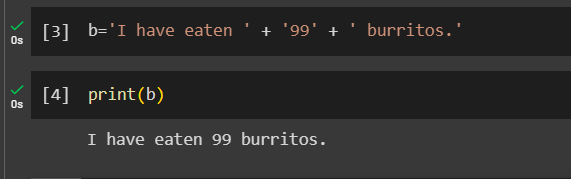 [3] b='I have eaten ' + '99' + ' burritos.'
0s
[4] print(b)
0s
I have eaten 99 burritos.